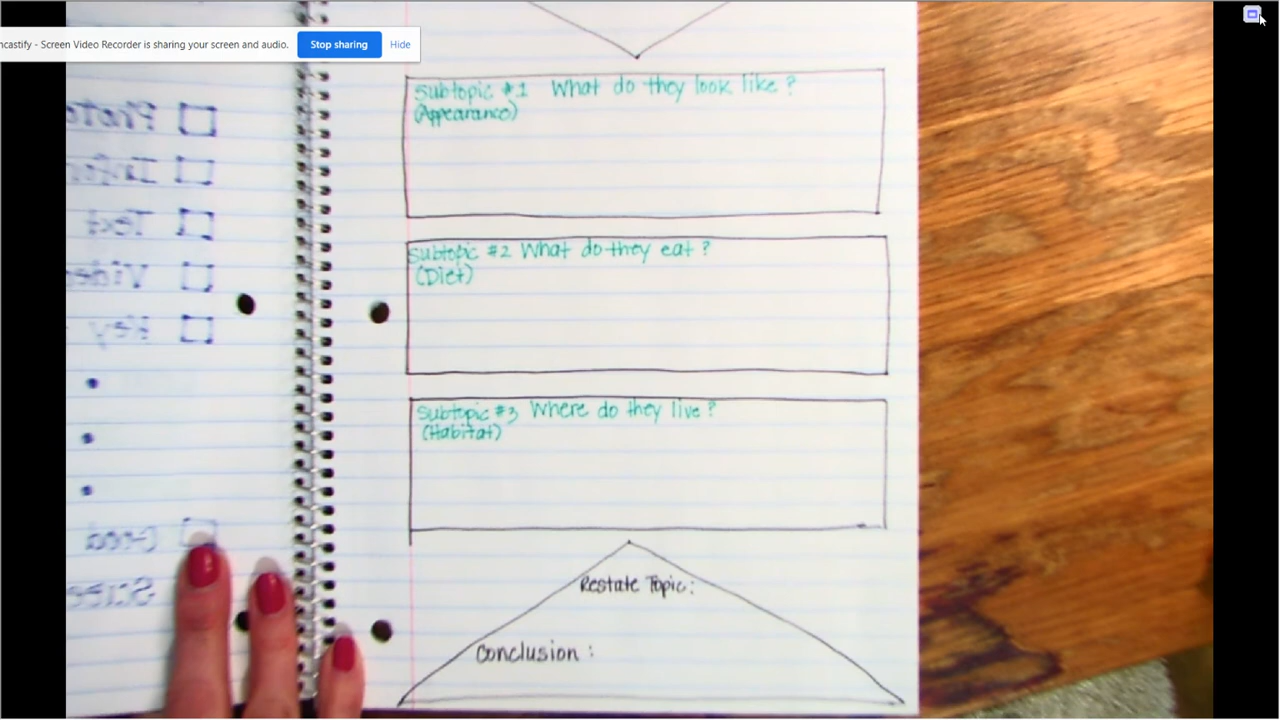 ncastify - Screen Video Recorder is sharing your screen and audio. Stop sharing Hide
Subtopic #1 What do they look like?
(Appearance)
Subtopic #2 What do they eat?
(Diet)
Subtopic #3 Where do they live?
(Habitat)
Restate Topic:
Conclusion:
Text
Key